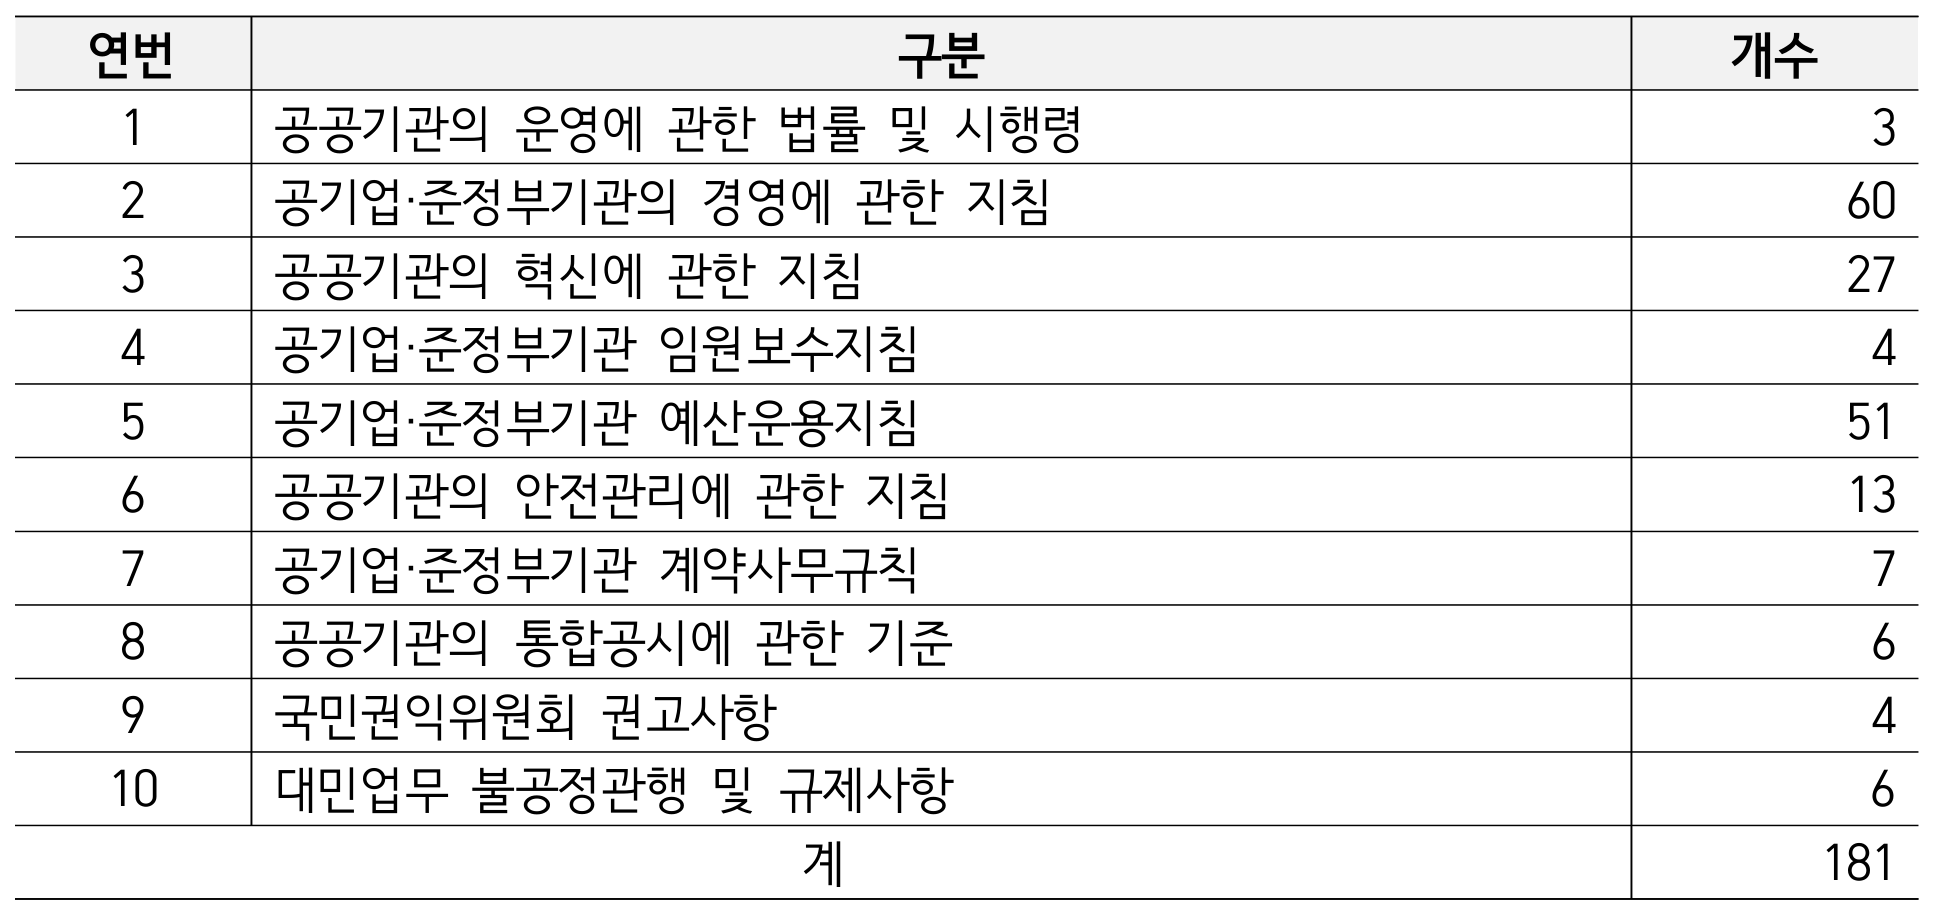 연번 구분 개수
1 공공기관의 운영에 관한 법률 및 시행령 3
2 공기업·준정부기관의 경영에 관한 지침 60
3 공공기관의 혁신에 관한 지침 27
4 공기업·준정부기관 임원보수지침 4
5 공기업·준정부기관 예산운용지침 51
6 공공기관의 안전관리에 관한 지침 13
7 공기업·준정부기관 계약사무규칙 7
8 공공기관의 통합공시에 관한 기준 6
9 국민권익위원회 권고사항 4
10 대민업무 불공정관행 및 규제사항 6
계 181